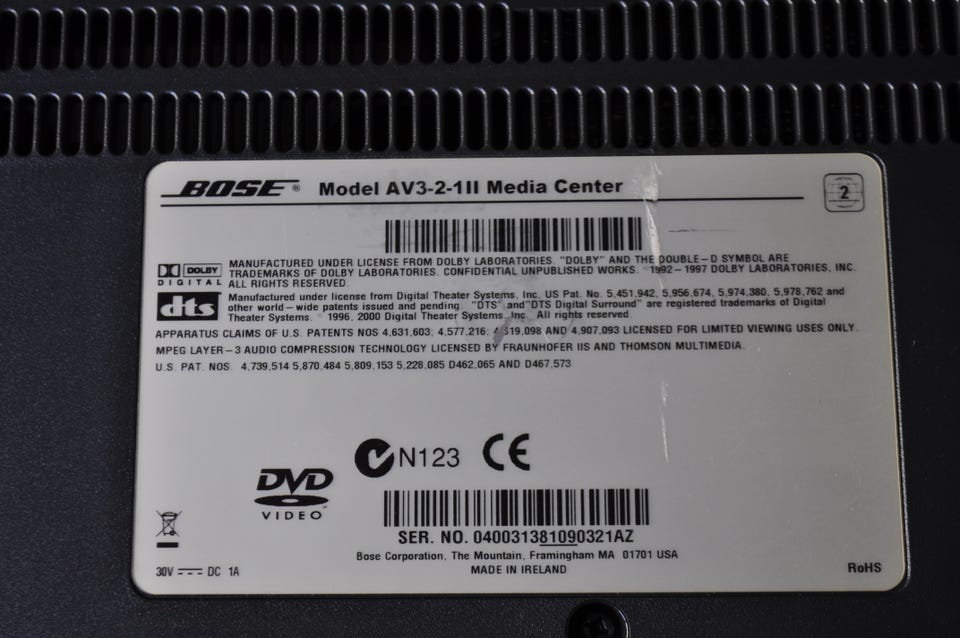 BOSE® Model AV3-2-1II Media Center
2
DOLBY
DIGITAL
MANUFACTURED UNDER LICENSE FROM DOLBY LABORATORIES. "DOLBY" AND THE DOUBLE-D SYMBOL ARE
TRADEMARKS OF DOLBY LABORATORIES. CONFIDENTIAL UNPUBLISHED WORKS. 1992-1997 DOLBY LABORATORIES, INC.
ALL RIGHTS RESERVED.
dts
Manufactured under license from Digital Theater Systems, Inc. US Pat. No. 5,451,942, 5,956,674, 5,974,380, 5,978,762 and
other world-wide patents issued and pending. "DTS" and "DTS Digital Surround" are registered trademarks of Digital
Theater Systems. 1996, 2000 Digital Theater Systems, Inc. All rights reserved.
APPARATUS CLAIMS OF U.S. PATENTS NOS 4,631,603; 4,577,216; 4,819,098 AND 4,907,093 LICENSED FOR LIMITED VIEWING USES ONLY.
MPEG LAYER-3 AUDIO COMPRESSION TECHNOLOGY LICENSED BY FRAUNHOFER IIS AND THOMSON MULTIMEDIA.
U.S. PAT. NOS. 4,739,514 5,870,484 5,809,153 5,228,085 D462,065 AND D467,573
N123 CE
DVD
VIDEO™
SER. NO. 040031381090321AZ
Bose Corporation, The Mountain, Framingham MA 01701 USA
MADE IN IRELAND
30V DC 1A
RoHS